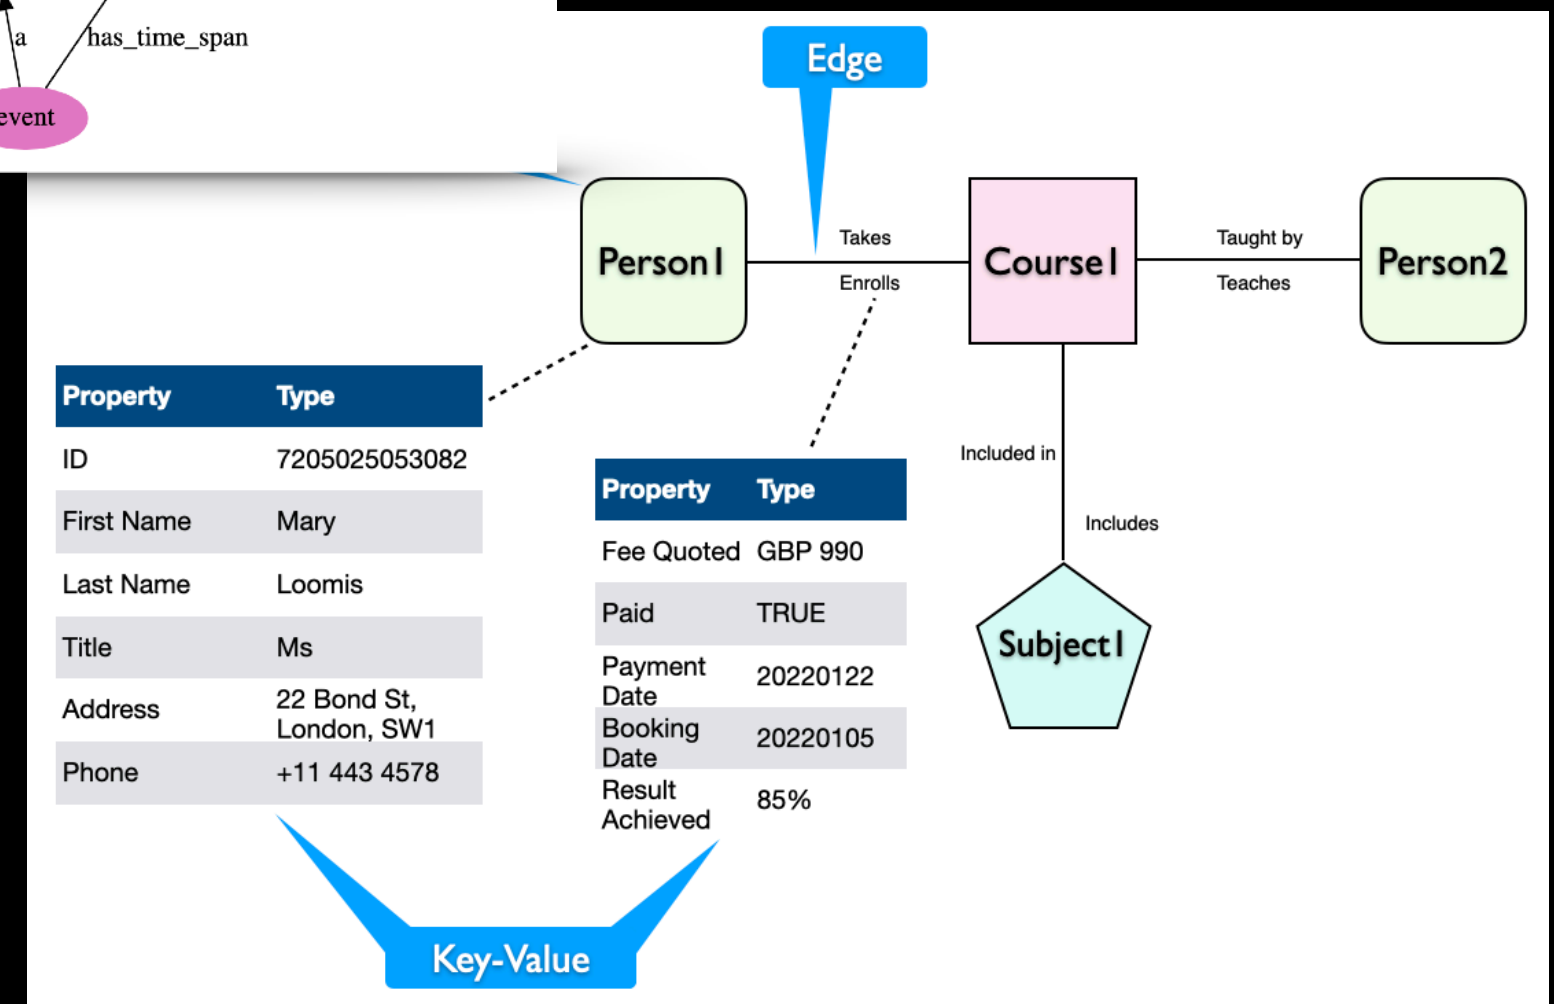 a
has_time_span
event
Edge
Person1
Takes
Enrolls
Course1
Taught by
Teaches
Person2
Property Type
ID 7205025053082
First Name Mary
Last Name Loomis
Title Ms
Address 22 Bond St,
London, SW1
Phone +11 443 4578
Property Type
Fee Quoted GBP 990
Paid TRUE
Payment
Date 20220122
Booking
Date 20220105
Result
Achieved 85%
Included in
Includes
Subject1
Key-Value